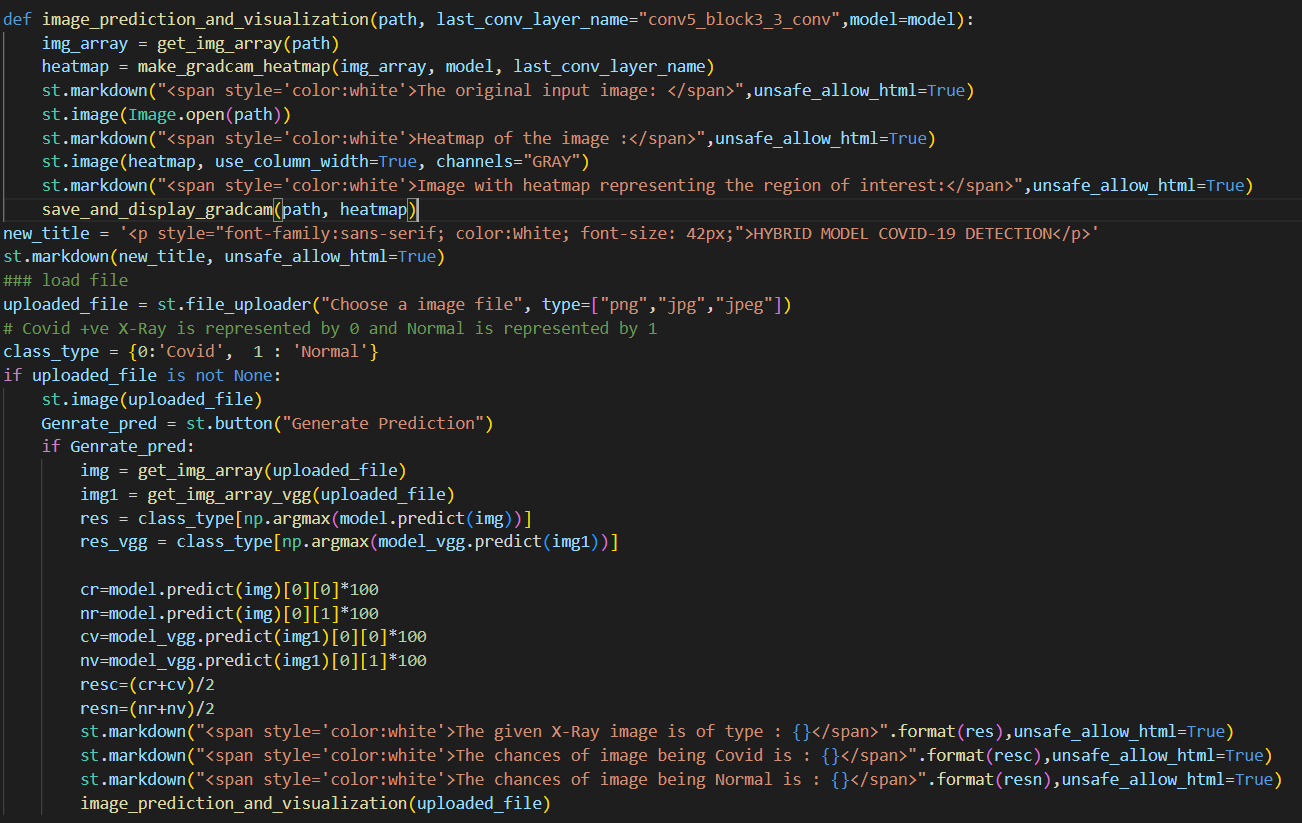 def image_prediction_and_visualization(path, last_conv_layer_name="conv5_block3_3_conv",model=model):
    img_array = get_img_array(path)
    heatmap = make_gradcam_heatmap(img_array, model, last_conv_layer_name)
    st.markdown("<span style='color:white'>The original input image: </span>",unsafe_allow_html=True)
    st.image(Image.open(path))
    st.markdown("<span style='color:white'>Heatmap of the image :</span>",unsafe_allow_html=True)
    st.image(heatmap, use_column_width=True, channels="GRAY")
    st.markdown("<span style='color:white'>Image with heatmap representing the region of interest:</span>",unsafe_allow_html=True)
    save_and_display_gradcam(path, heatmap)
new_title = '<p style="font-family:sans-serif; color:White; font-size: 42px;">HYBRID MODEL COVID-19 DETECTION</p>'
st.markdown(new_title, unsafe_allow_html=True)
### load file
uploaded_file = st.file_uploader("Choose a image file", type=["png","jpg","jpeg"])
# Covid +ve X-Ray is represented by 0 and Normal is represented by 1
class_type = {0:'Covid',  1 : 'Normal'}
if uploaded_file is not None:
    st.image(uploaded_file)
    Genrate_pred = st.button("Generate Prediction")
    if Genrate_pred:
        img = get_img_array(uploaded_file)
        img1 = get_img_array_vgg(uploaded_file)
        res = class_type[np.argmax(model.predict(img))]
        res_vgg = class_type[np.argmax(model_vgg.predict(img1))]
        cr=model.predict(img)[0][0]*100
        nr=model.predict(img)[0][1]*100
        cv=model_vgg.predict(img1)[0][0]*100
        nv=model_vgg.predict(img1)[0][1]*100
        resc=(cr+cv)/2
        resn=(nr+nv)/2
        st.markdown("<span style='color:white'>The given X-Ray image is of type : {}</span>".format(res),unsafe_allow_html=True)
        st.markdown("<span style='color:white'>The chances of image being Covid is : {}</span>".format(resc),unsafe_allow_html=True)
        st.markdown("<span style='color:white'>The chances of image being Normal is : {}</span>".format(resn),unsafe_allow_html=True)
        image_prediction_and_visualization(uploaded_file)